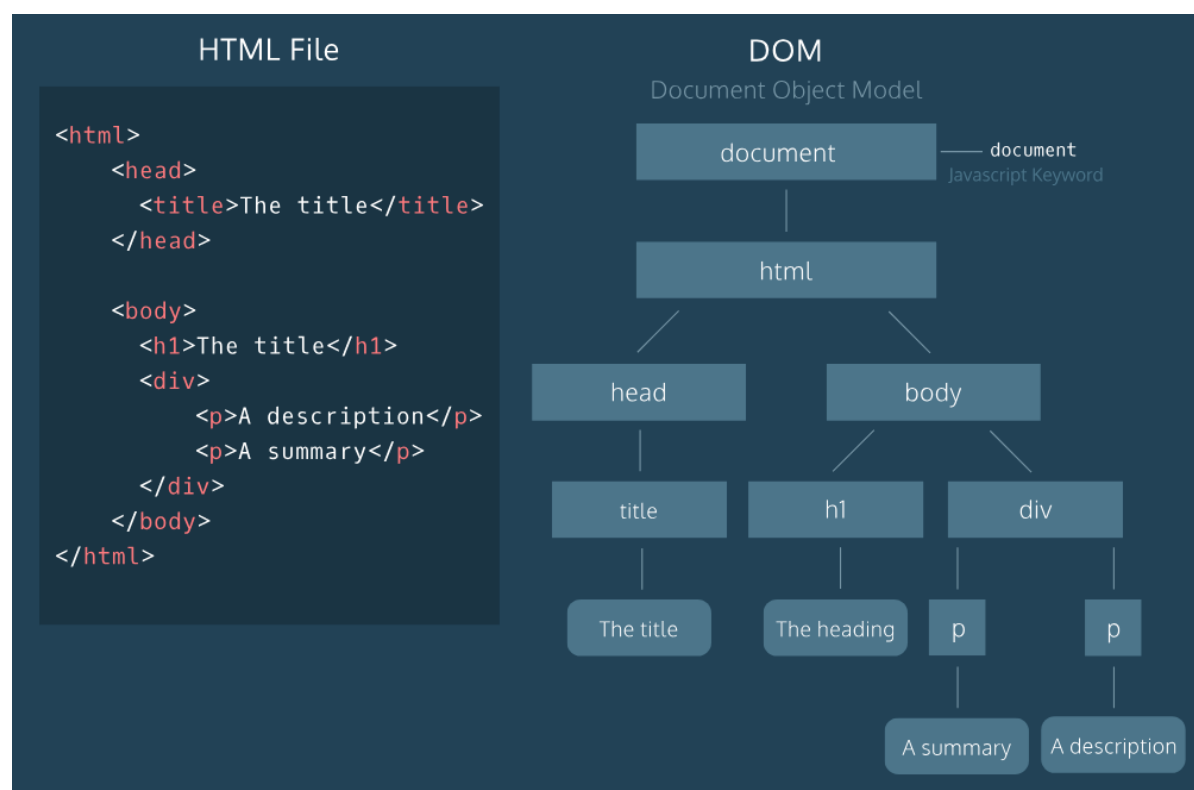 HTML File
<html>
<head>
<title>The title</title>
</head>
<body>
<h1>The title</h1>
<div>
<p>A description</p>
<p>A summary</p>
</div>
</body>
</html>
DOM
Document Object Model
document
document
Javascript Keyword
html
head
body
title
h1
div
The title
The heading
p
p
A summary
A description